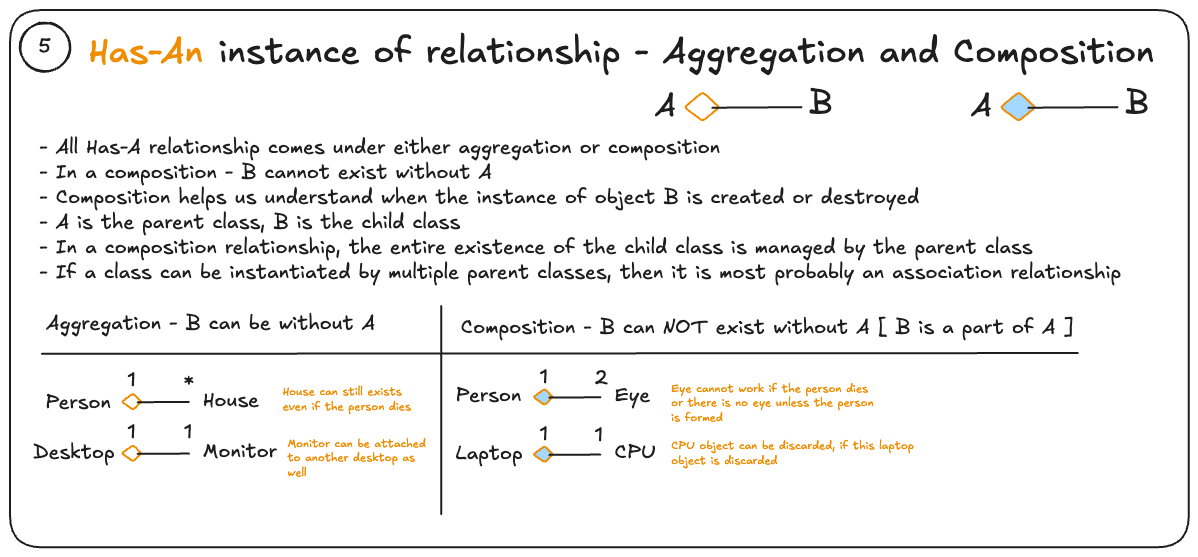 5
Has-An instance of relationship - Aggregation and Composition
A B
A B
- All Has-A relationship comes under either aggregation or composition
- In a composition - B cannot exist without A
- Composition helps us understand when the instance of object B is created or destroyed
- A is the parent class, B is the child class
- In a composition relationship, the entire existence of the child class is managed by the parent class
- If a class can be instantiated by multiple parent classes, then it is most probably an association relationship
Aggregation - B can be without A
1 *
Person House
House can still exists
even if the person dies
1 1
Desktop Monitor
Monitor can be attached
to another desktop as
well
Composition - B can NOT exist without A [ B is a part of A ]
1 2
Person Eye
Eye cannot work if the person dies
or there is no eye unless the person
is formed
1 1
Laptop CPU
CPU object can be discarded, if this laptop
object is discarded